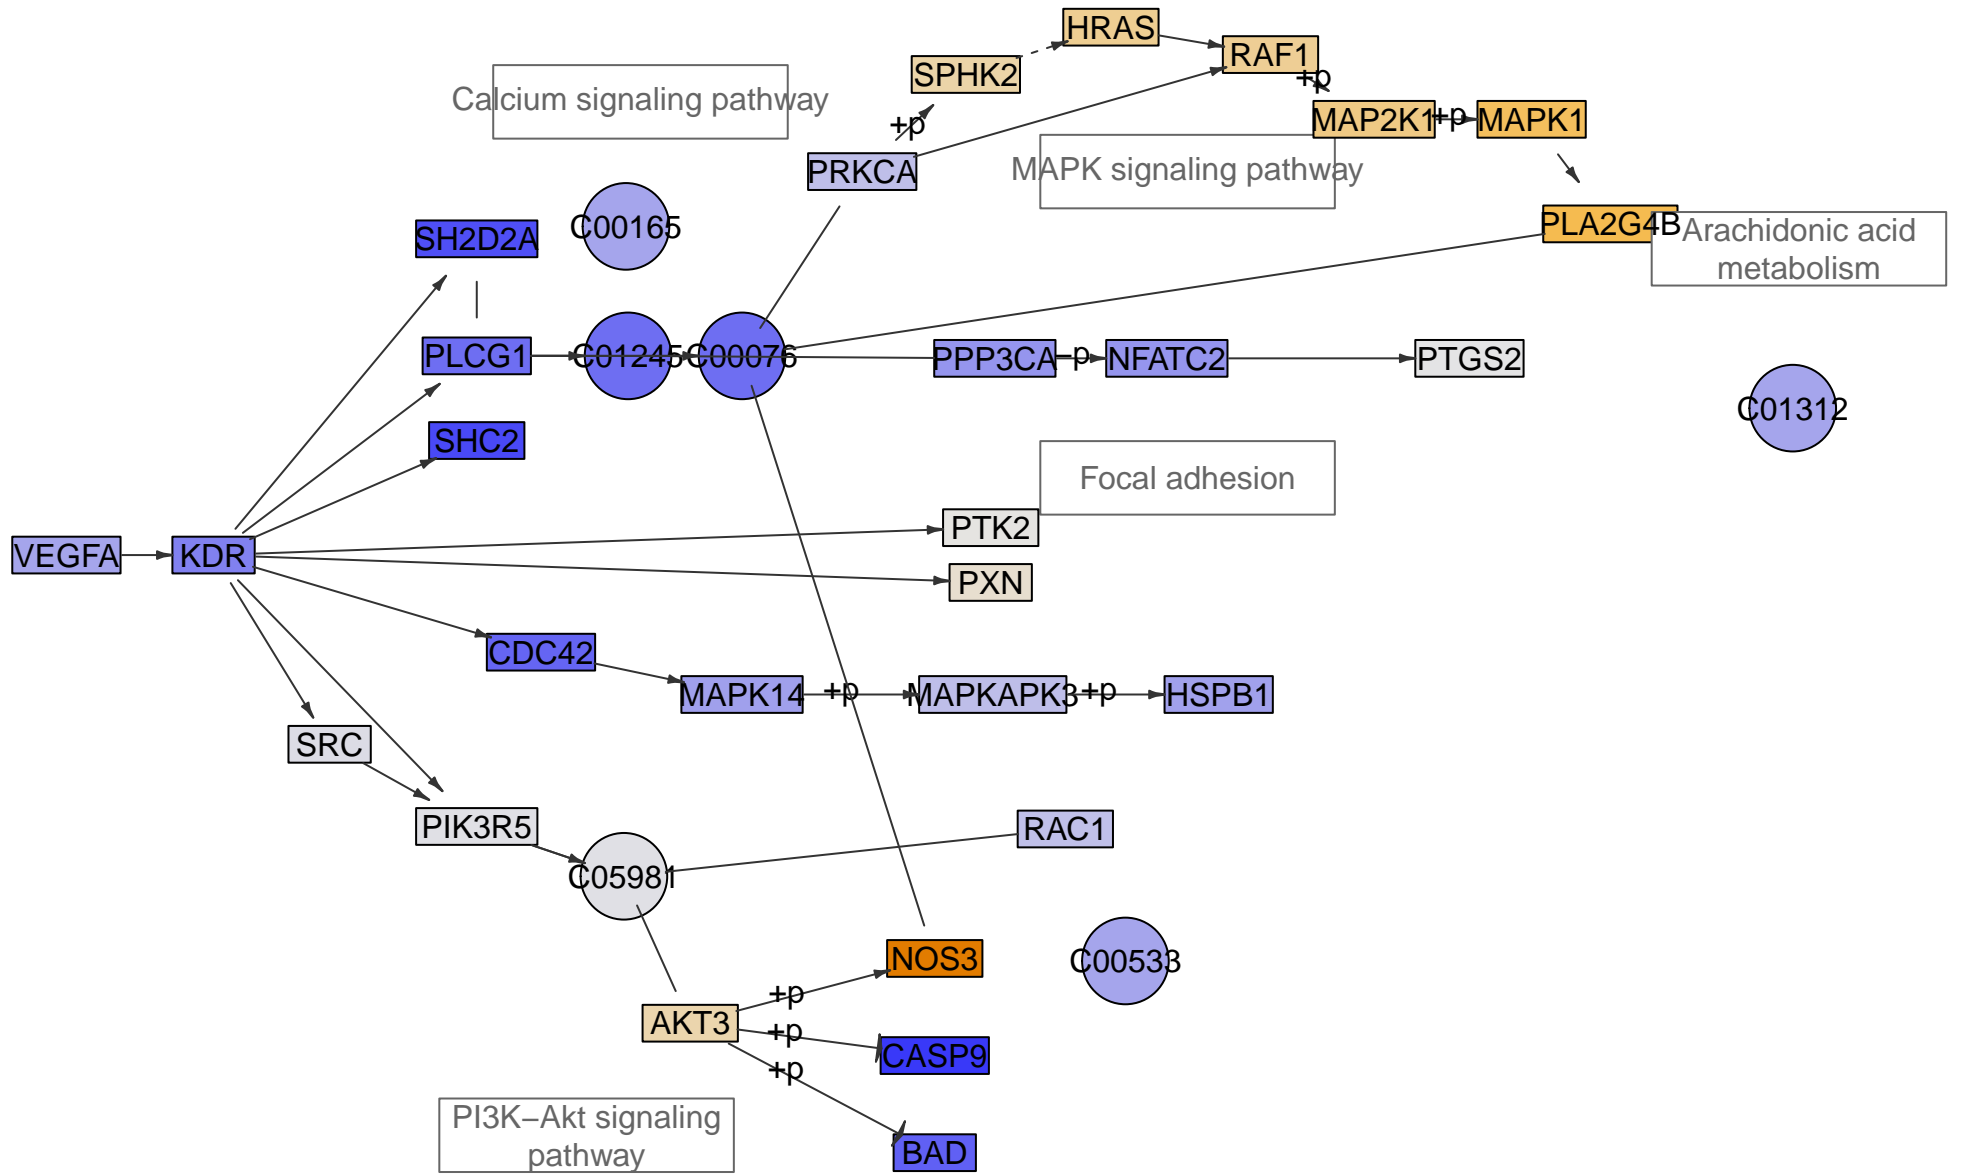 HRAS
RAF1
SPHK2
+p
Calcium signaling pathway
MAP2K1
+p
MAPK1
+p
PRKCA
MAPK signaling pathway
C00165
SH2D2A
PLA2G4B
Arachidonic acid
metabolism
PLCG1
C01245
C00076
PPP3CA
−p
NFATC2
PTGS2
C01312
SHC2
Focal adhesion
PTK2
VEGFA
KDR
PXN
CDC42
MAPK14
+p
MAPKAPK3
+p
HSPB1
SRC
PIK3R5
RAC1
C05981
NOS3
C00533
+p
AKT3
+p
CASP9
+p
PI3K−Akt signaling
pathway
BAD